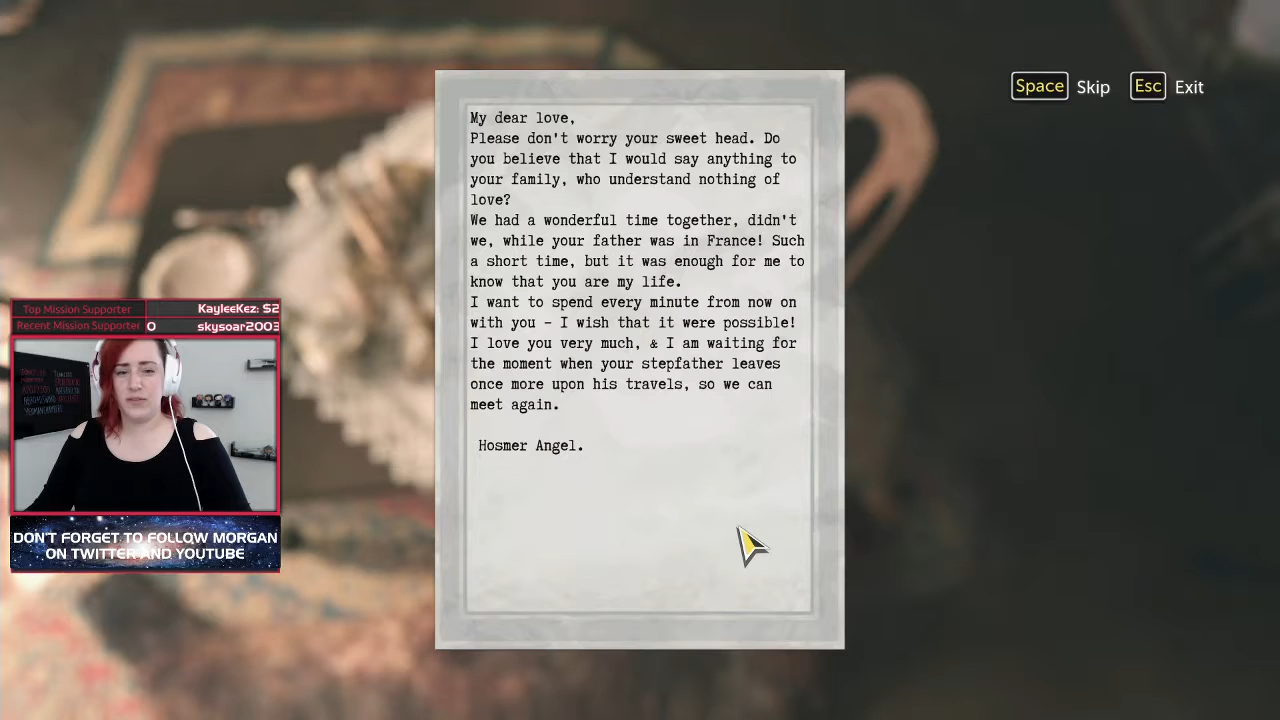 Space Skip Esc Exit
My dear love,
Please don't worry your sweet head. Do
you believe that I would say anything to
your family, who understand nothing of
love?
We had a wonderful time together, didn't
we, while your father was in France! Such
a short time, but it was enough for me to
know that you are my life.
I want to spend every minute from now on
with you - I wish that it were possible!
I love you very much, & I am waiting for
the moment when your stepfather leaves
once more upon his travels, so we can
meet again.
Hosmer Angel.
Top Mission Supporter KayleeKez: $2
Recent Mission Supporter 0 skysoar2003
DON'T FORGET TO FOLLOW MORGAN
ON TWITTER AND YOUTUBE